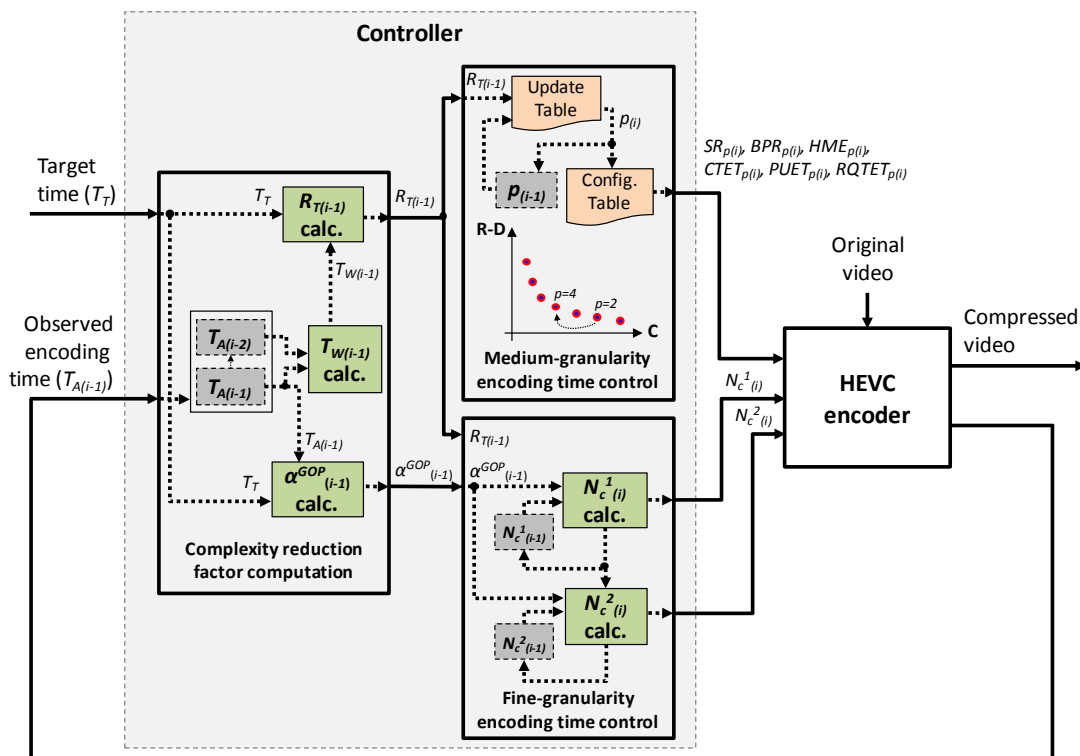 Controller
Target
time (T_T)
Observed
encoding
time (T_A(i-1))
T_T
R_T(i-1)
calc.
R_T(i-1)
T_W(i-1)
T_A(i-2)
T_A(i-1)
T_W(i-1)
calc.
T_A(i-1)
T_T
α^GOP_(i-1)
calc.
α^GOP_(i-1)
Complexity reduction
factor computation
R_T(i-1)
Update
Table
p_(i)
p_(i-1)
Config.
Table
R-D
p=4
p=2
C
Medium-granularity
encoding time control
R_T(i-1)
α^GOP_(i-1)
N_c^1_(i)
calc.
N_c^1_(i-1)
N_c^2_(i)
calc.
N_c^2_(i-1)
Fine-granularity
encoding time control
SR_p(i), BPR_p(i), HME_p(i),
CTET_p(i), PUET_p(i), RQTET_p(i)
Original
video
N_c^1_(i)
N_c^2_(i)
HEVC
encoder
Compressed
video